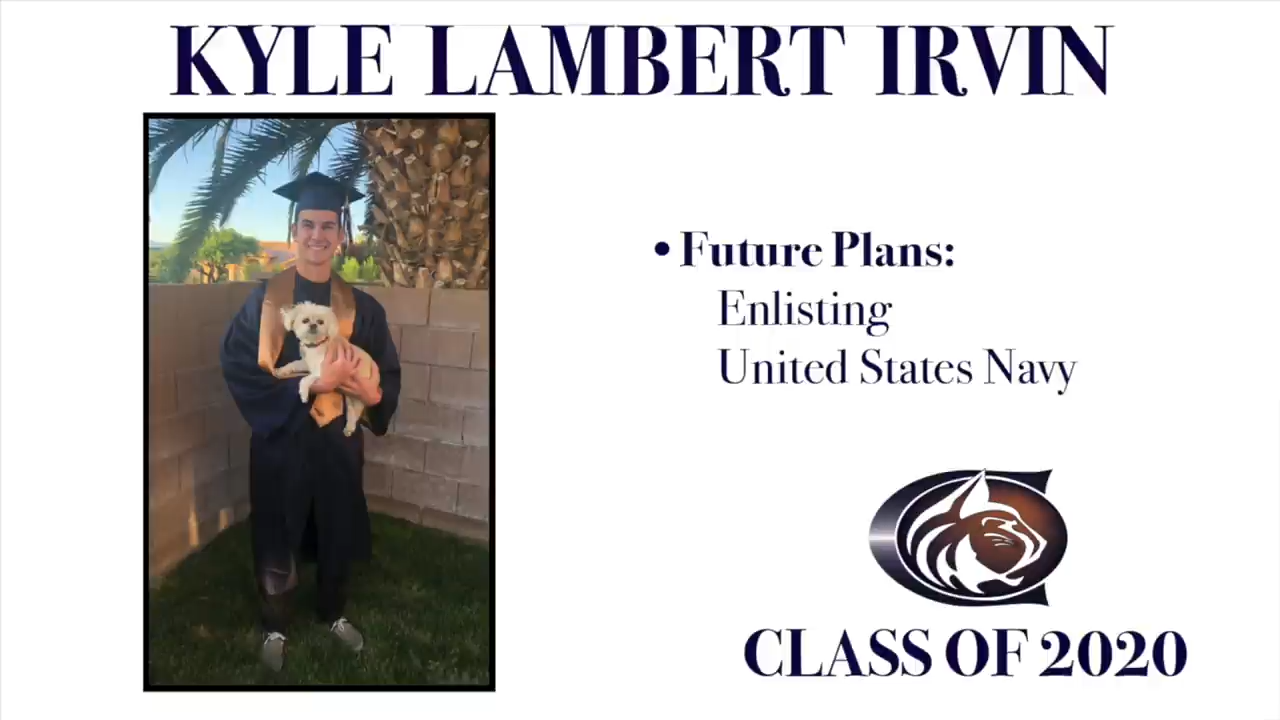 KYLE LAMBERT IRVIN
• Future Plans:
Enlisting
United States Navy
CLASS OF 2020